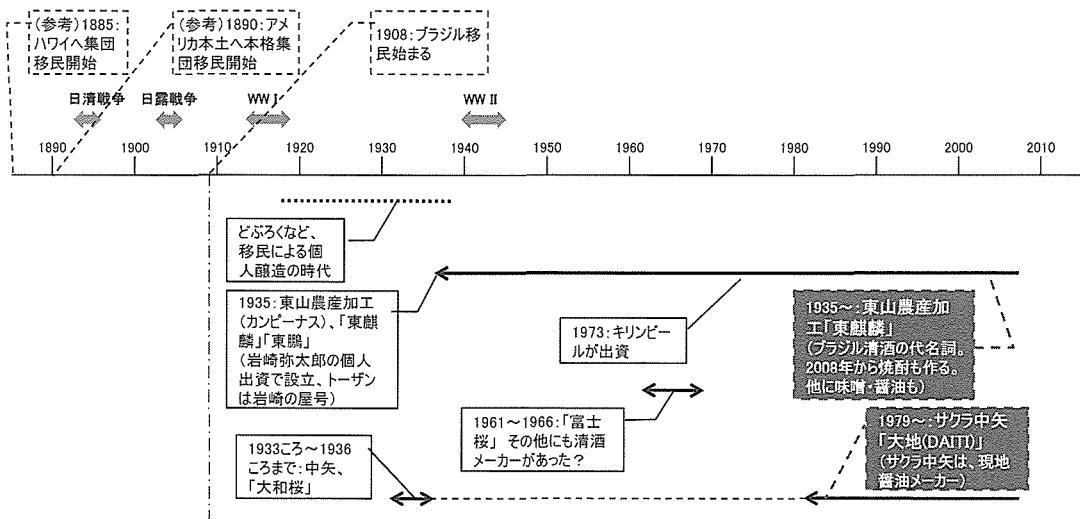 (参考)1885:
ハワイへ集団
移民開始
(参考)1890:アメ
リカ本土へ本格集
団移民開始
1908:ブラジル移
民始まる
日清戦争
日露戦争
WW I
WW II
1890
1900
1910
1920
1930
1940
1950
1960
1970
1980
1990
2000
2010
どぶろくなど、
移民による個
人醸造の時代
1935:東山農産加工
(カンピーナス)、「東麒
麟」「東鵬」
(岩崎弥太郎の個人
出資で設立、トーザン
は岩崎の屋号)
1973:キリンビー
ルが出資
1935~:東山農産加
工「東麒麟」
(ブラジル清酒の代名詞。
2008年から焼酎も作る。
他に味噌・醤油も)
1961~1966:「富士
桜」 その他にも清酒
メーカーがあった?
1979~:サクラ中矢
「大地(DAITI)」
(サクラ中矢は、現地
醤油メーカー)
1933ころ~1936
ころまで:中矢、
「大和桜」